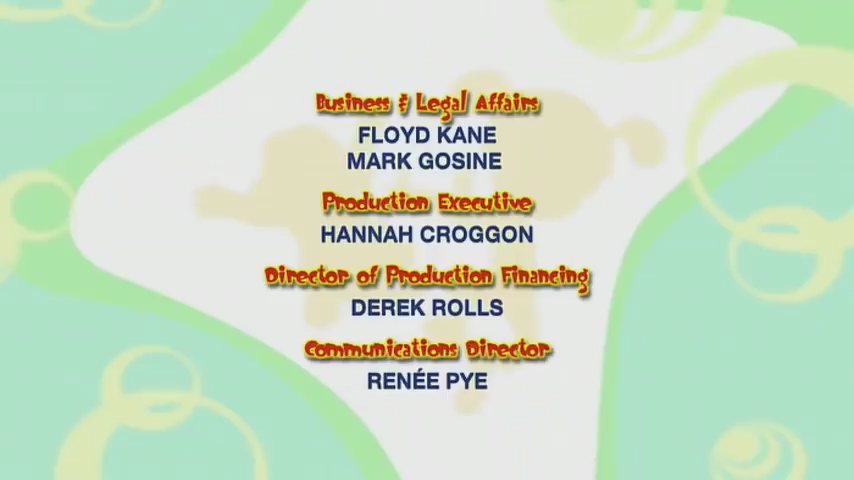 Business & Legal Affairs
FLOYD KANE
MARK GOSINE
Production Executive
HANNAH CROGGON
Director of Production Financing
DEREK ROLLS
Communications Director
RENÉE PYE